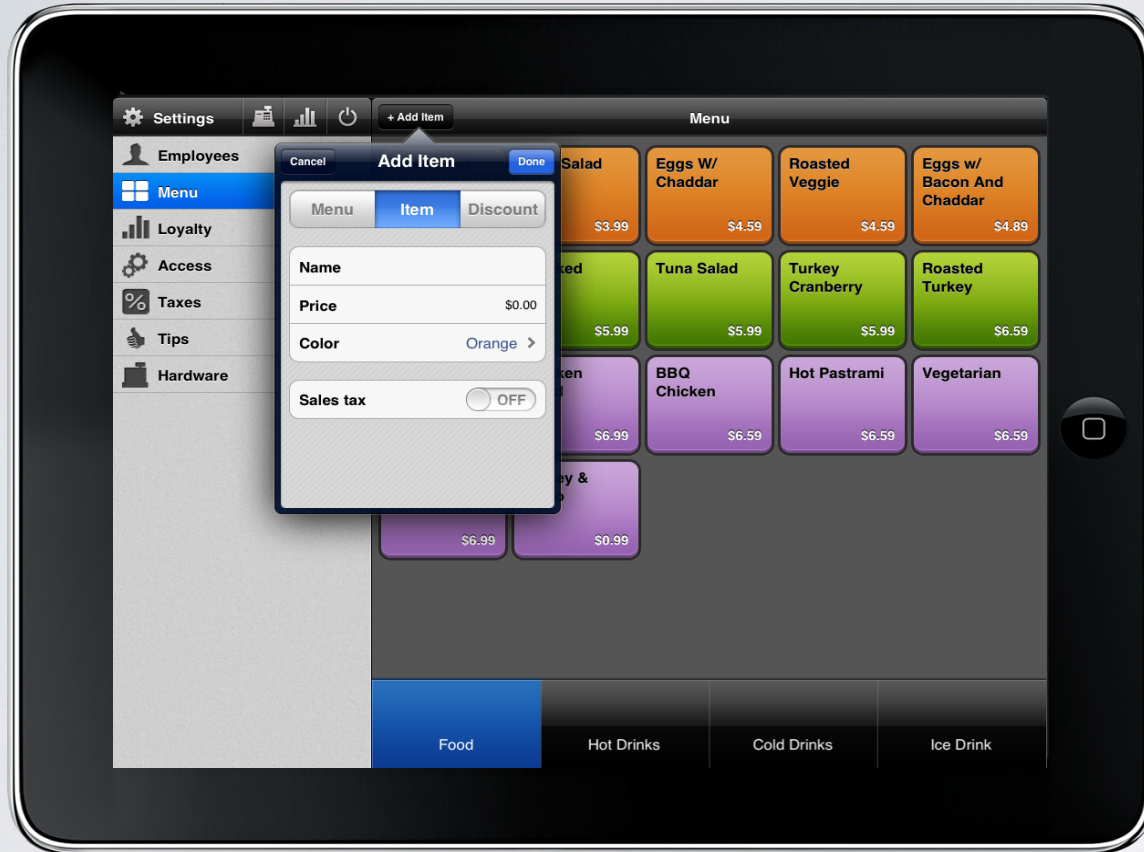 Settings
+ Add Item
Menu
Employees
Menu
Loyalty
Access
Taxes
Tips
Hardware
Cancel
Add Item
Done
Menu
Item
Discount
Name
Price
$0.00
Color
Orange
Sales tax
OFF
Salad
$3.99
Eggs W/
Chaddar
$4.59
Roasted
Veggie
$4.59
Eggs w/
Bacon And
Chaddar
$4.89
$5.99
Tuna Salad
$5.99
Turkey
Cranberry
$5.99
Roasted
Turkey
$6.59
$6.99
BBQ
Chicken
$6.59
Hot Pastrami
$6.59
Vegetarian
$6.59
$6.99
&
$0.99
Food
Hot Drinks
Cold Drinks
Ice Drink